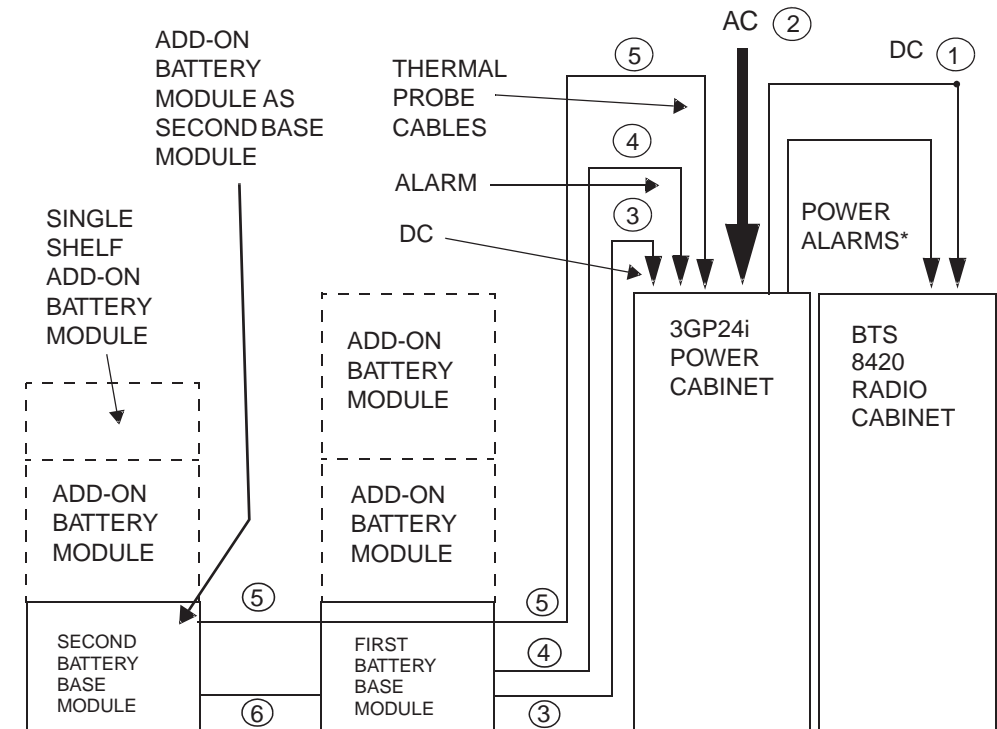 AC ②
DC ①
ADD-ON
BATTERY
MODULE AS
SECOND BASE
MODULE
THERMAL
PROBE
CABLES
⑤
④
ALARM
③
DC
POWER
ALARMS*
SINGLE
SHELF
ADD-ON
BATTERY
MODULE
ADD-ON
BATTERY
MODULE
3GP24i
POWER
CABINET
BTS
8420
RADIO
CABINET
ADD-ON
BATTERY
MODULE
ADD-ON
BATTERY
MODULE
⑤
⑤
SECOND
BATTERY
BASE
MODULE
FIRST
BATTERY
BASE
MODULE
④
⑥
③